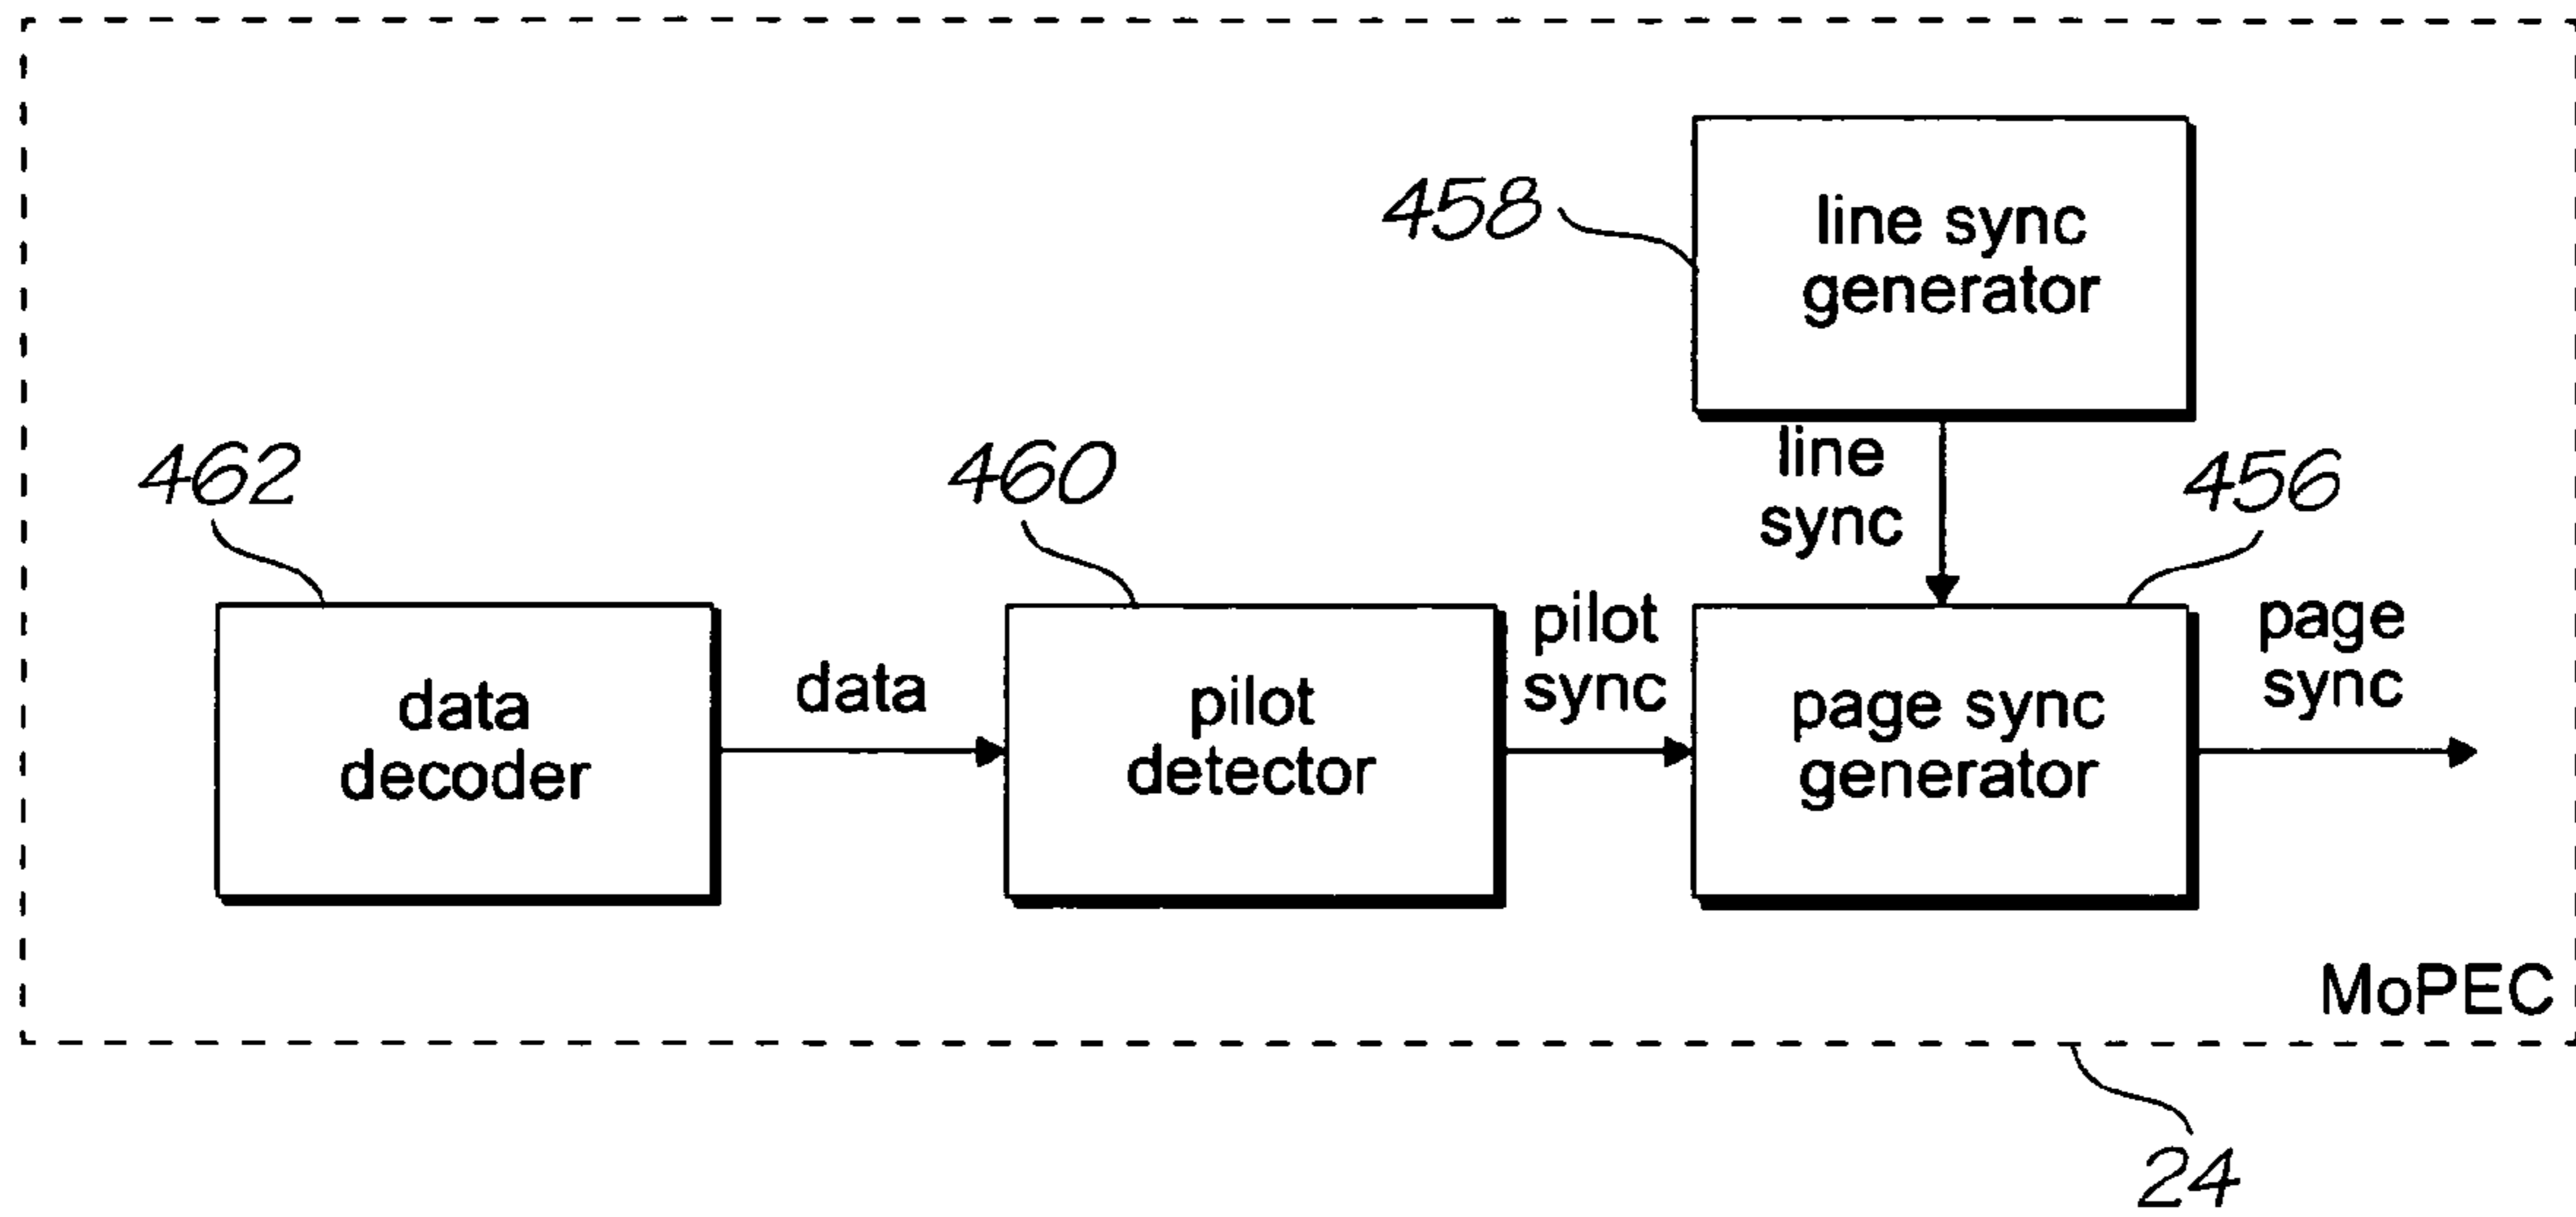 458
line sync
generator
line
sync
462
460
456
data
decoder
data
pilot
detector
pilot
sync
page sync
generator
page
sync
MoPEC
24